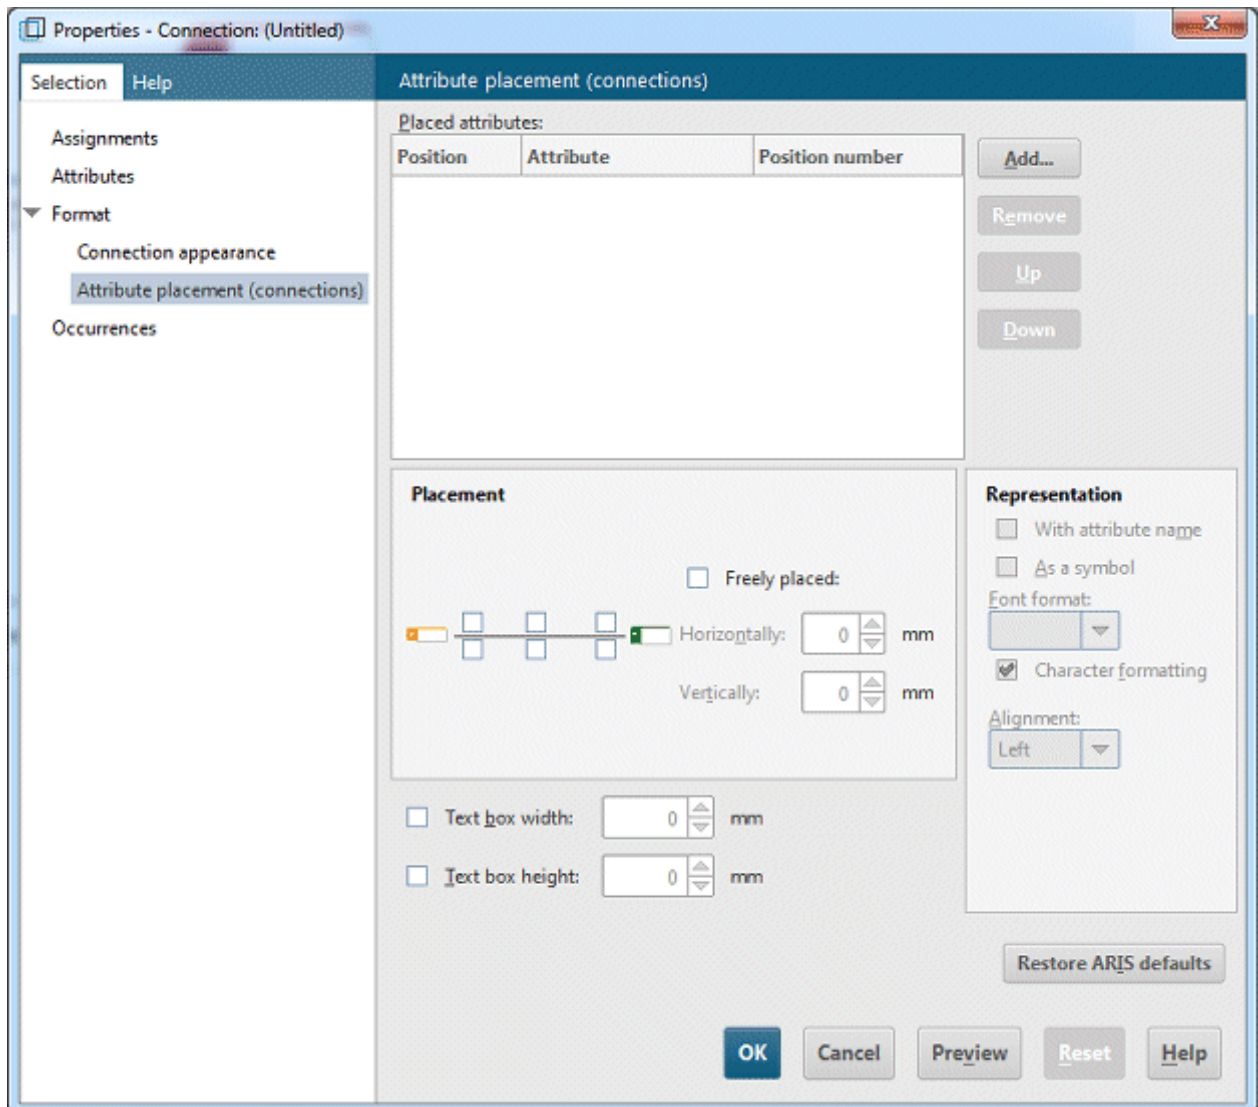 Properties - Connection: (Untitled)
Selection Help
Attribute placement (connections)
Assignments
Attributes
Format
Connection appearance
Attribute placement (connections)
Occurrences
Placed attributes:
Position Attribute Position number
Add...
Remove
Up
Down
Placement
Freely placed:
Horizontally: 0 mm
Vertically: 0 mm
Representation
With attribute name
As a symbol
Font format:
Character formatting
Alignment:
Left
Text box width: 0 mm
Text box height: 0 mm
Restore ARIS defaults
OK Cancel Preview Reset Help